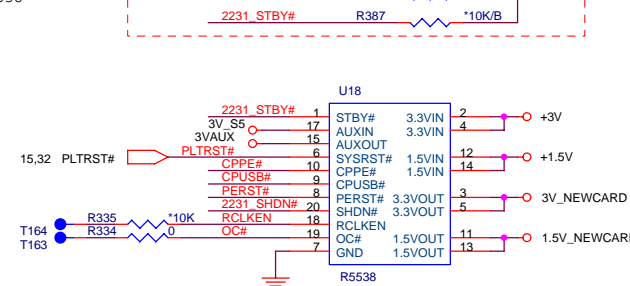 2231_STBY# R387 *10K/B
U18
2231_STBY# 1 STBY# 3.3VIN 2 +3V
3V_S5 17 AUXIN 3.3VIN 4
3VAUX 15 AUXOUT
15,32 PLTRST# PLTRST# 6 SYSRST# 1.5VIN 12 +1.5V
CPPE# 10 CPPE# 1.5VIN 14
CPUSB# 9 CPUSB#
PERST# 8 PERST# 3.3VOUT 3 3V_NEWCARD
2231_SHDN# 20 SHDN# 3.3VOUT 5
T164 R335 *10K RCLKEN 18 RCLKEN
T163 R334 0 OC# 19 OC# 1.5VOUT 11 1.5V_NEWCAR
7 GND 1.5VOUT 13
R5538